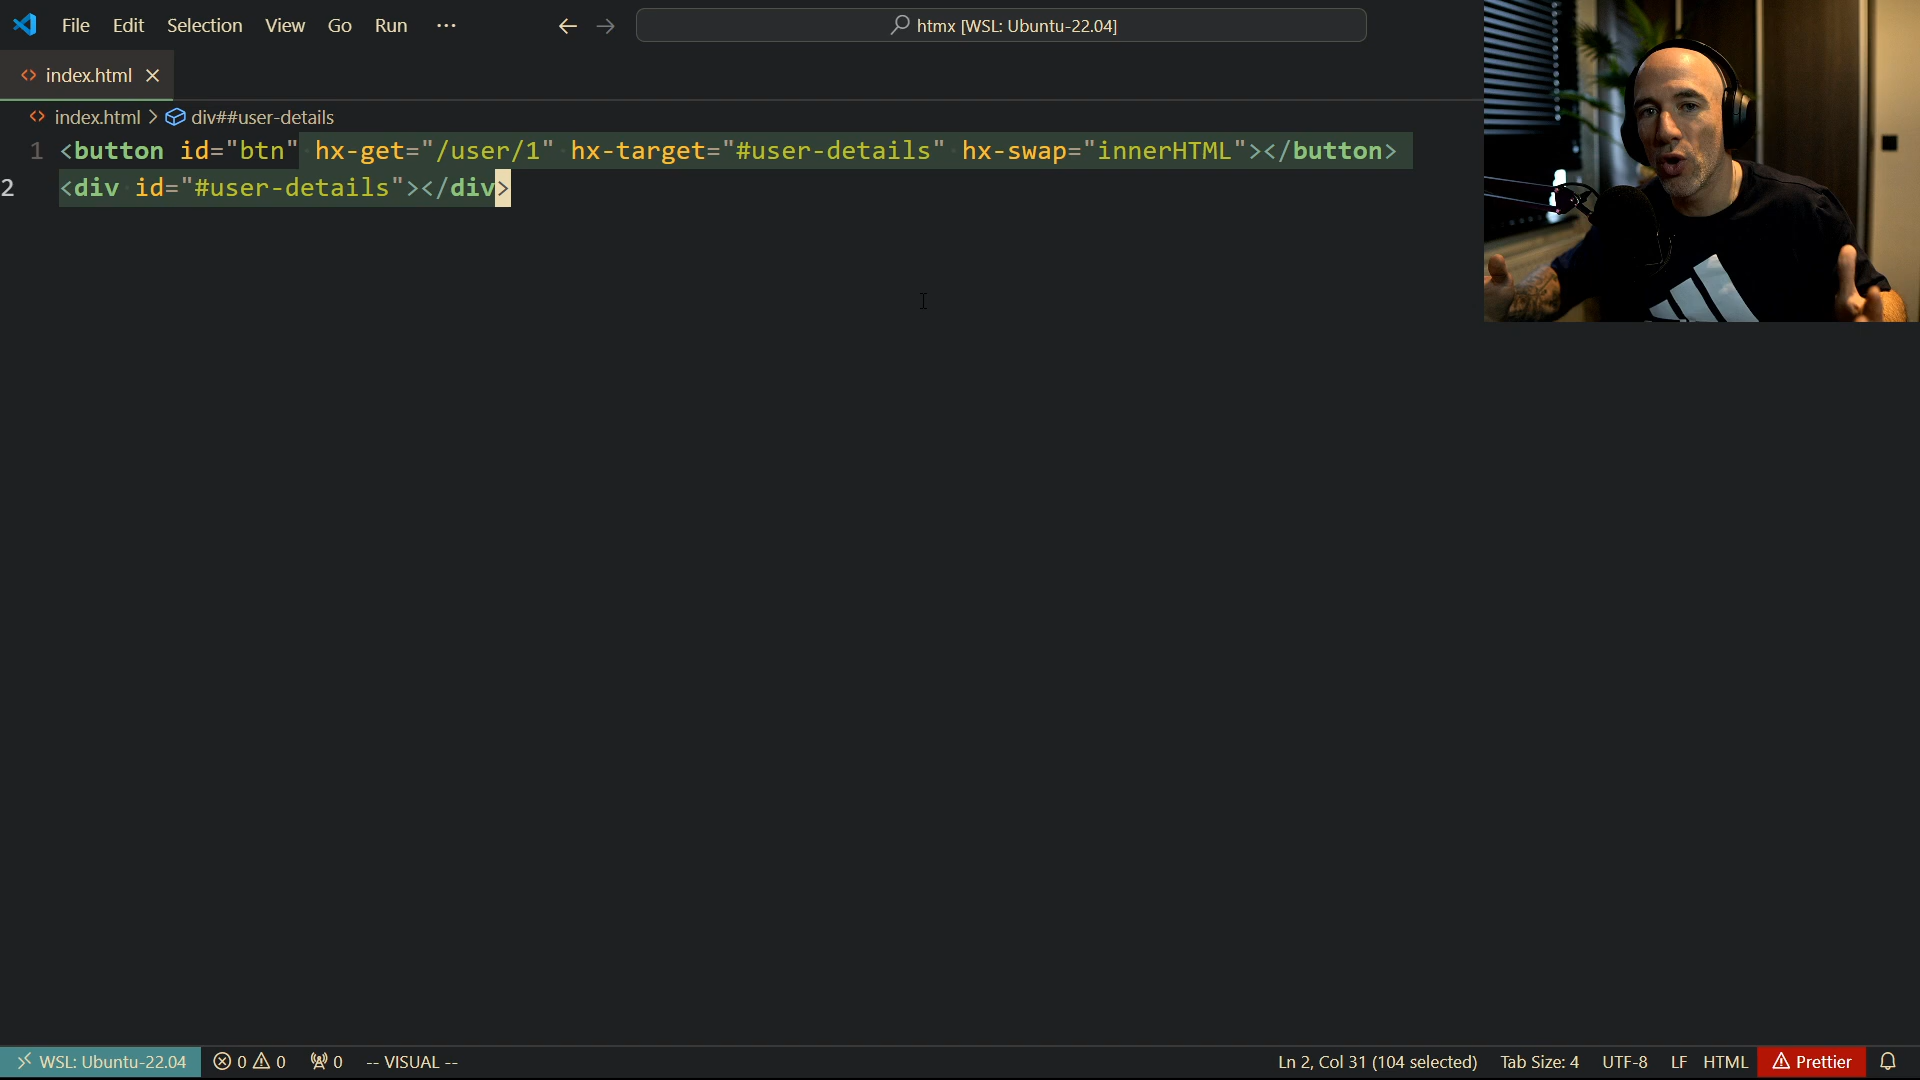 File Edit Selection View Go Run ···
htmx [WSL: Ubuntu-22.04]
index.html
index.html > div##user-details
1 <button id="btn" hx-get="/user/1" hx-target="#user-details" hx-swap="innerHTML"></button>
2 <div id="#user-details"></div>
WSL: Ubuntu-22.04 0 0 0 -- VISUAL -- Ln 2, Col 31 (104 selected) Tab Size: 4 UTF-8 LF HTML Prettier